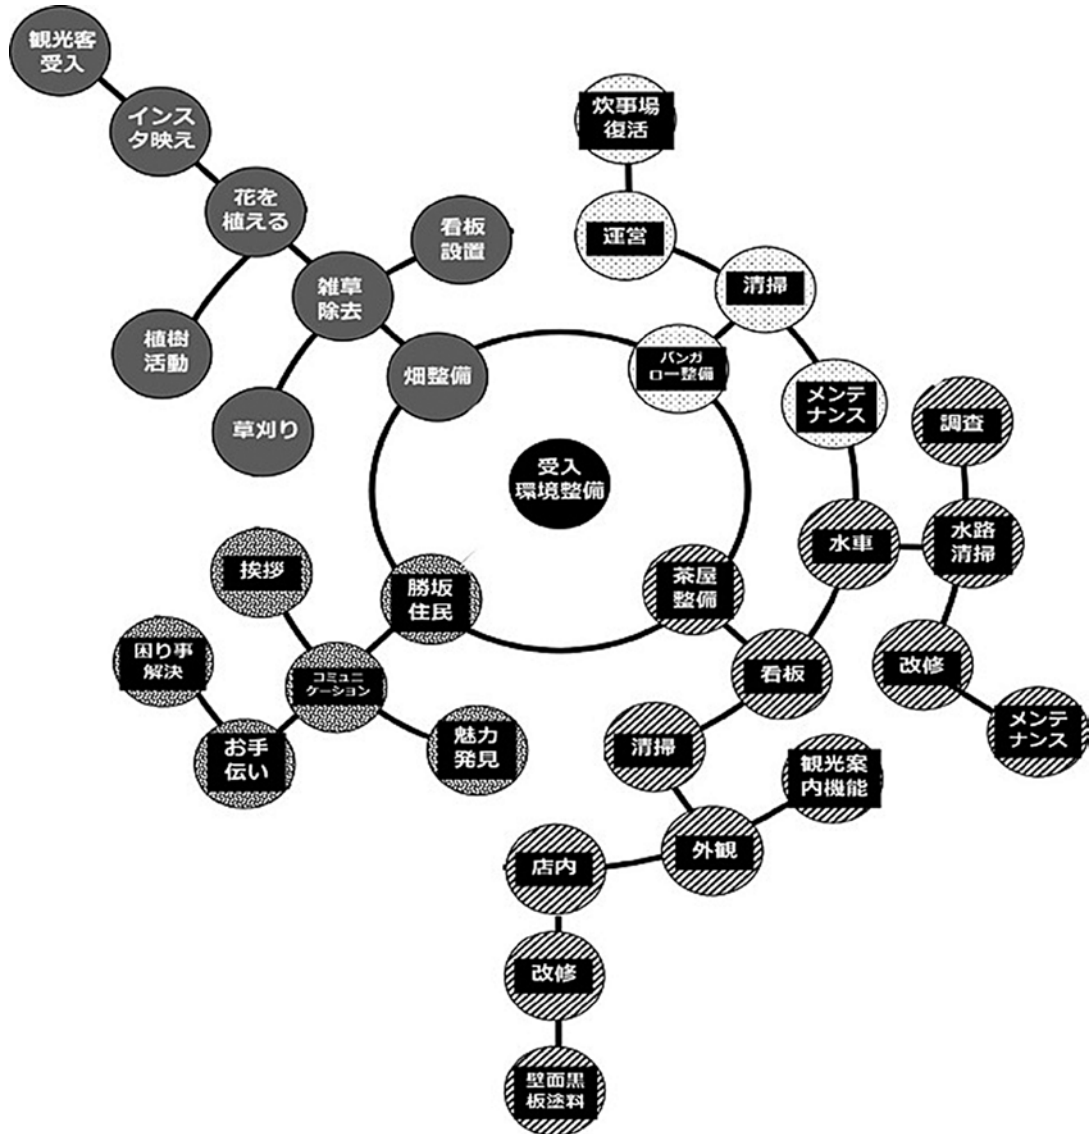 観光客
受入
インス
タ映え
花を
植える
看板
設置
雑草
除去
植樹
活動
畑整備
草刈り
炊事場
復活
運営
清掃
バンガ
ロー整備
メンテ
ナンス
調査
受入
環境整備
水車
水路
清掃
挨拶
勝坂
住民
茶屋
整備
困り事
解決
コミュニ
ケーション
看板
改修
メンテ
ナンス
お手
伝い
魅力
発見
清掃
観光案
内機能
外観
店内
改修
壁面黒
板塗料